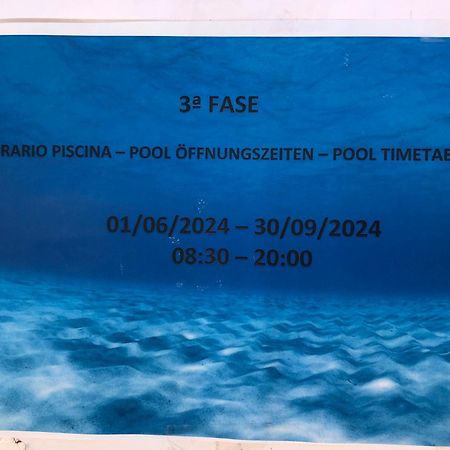 3ª FASE
RARIO PISCINA – POOL ÖFFNUNGSZEITEN – POOL TIMETAB
01/06/2024 – 30/09/2024
08:30 – 20:00